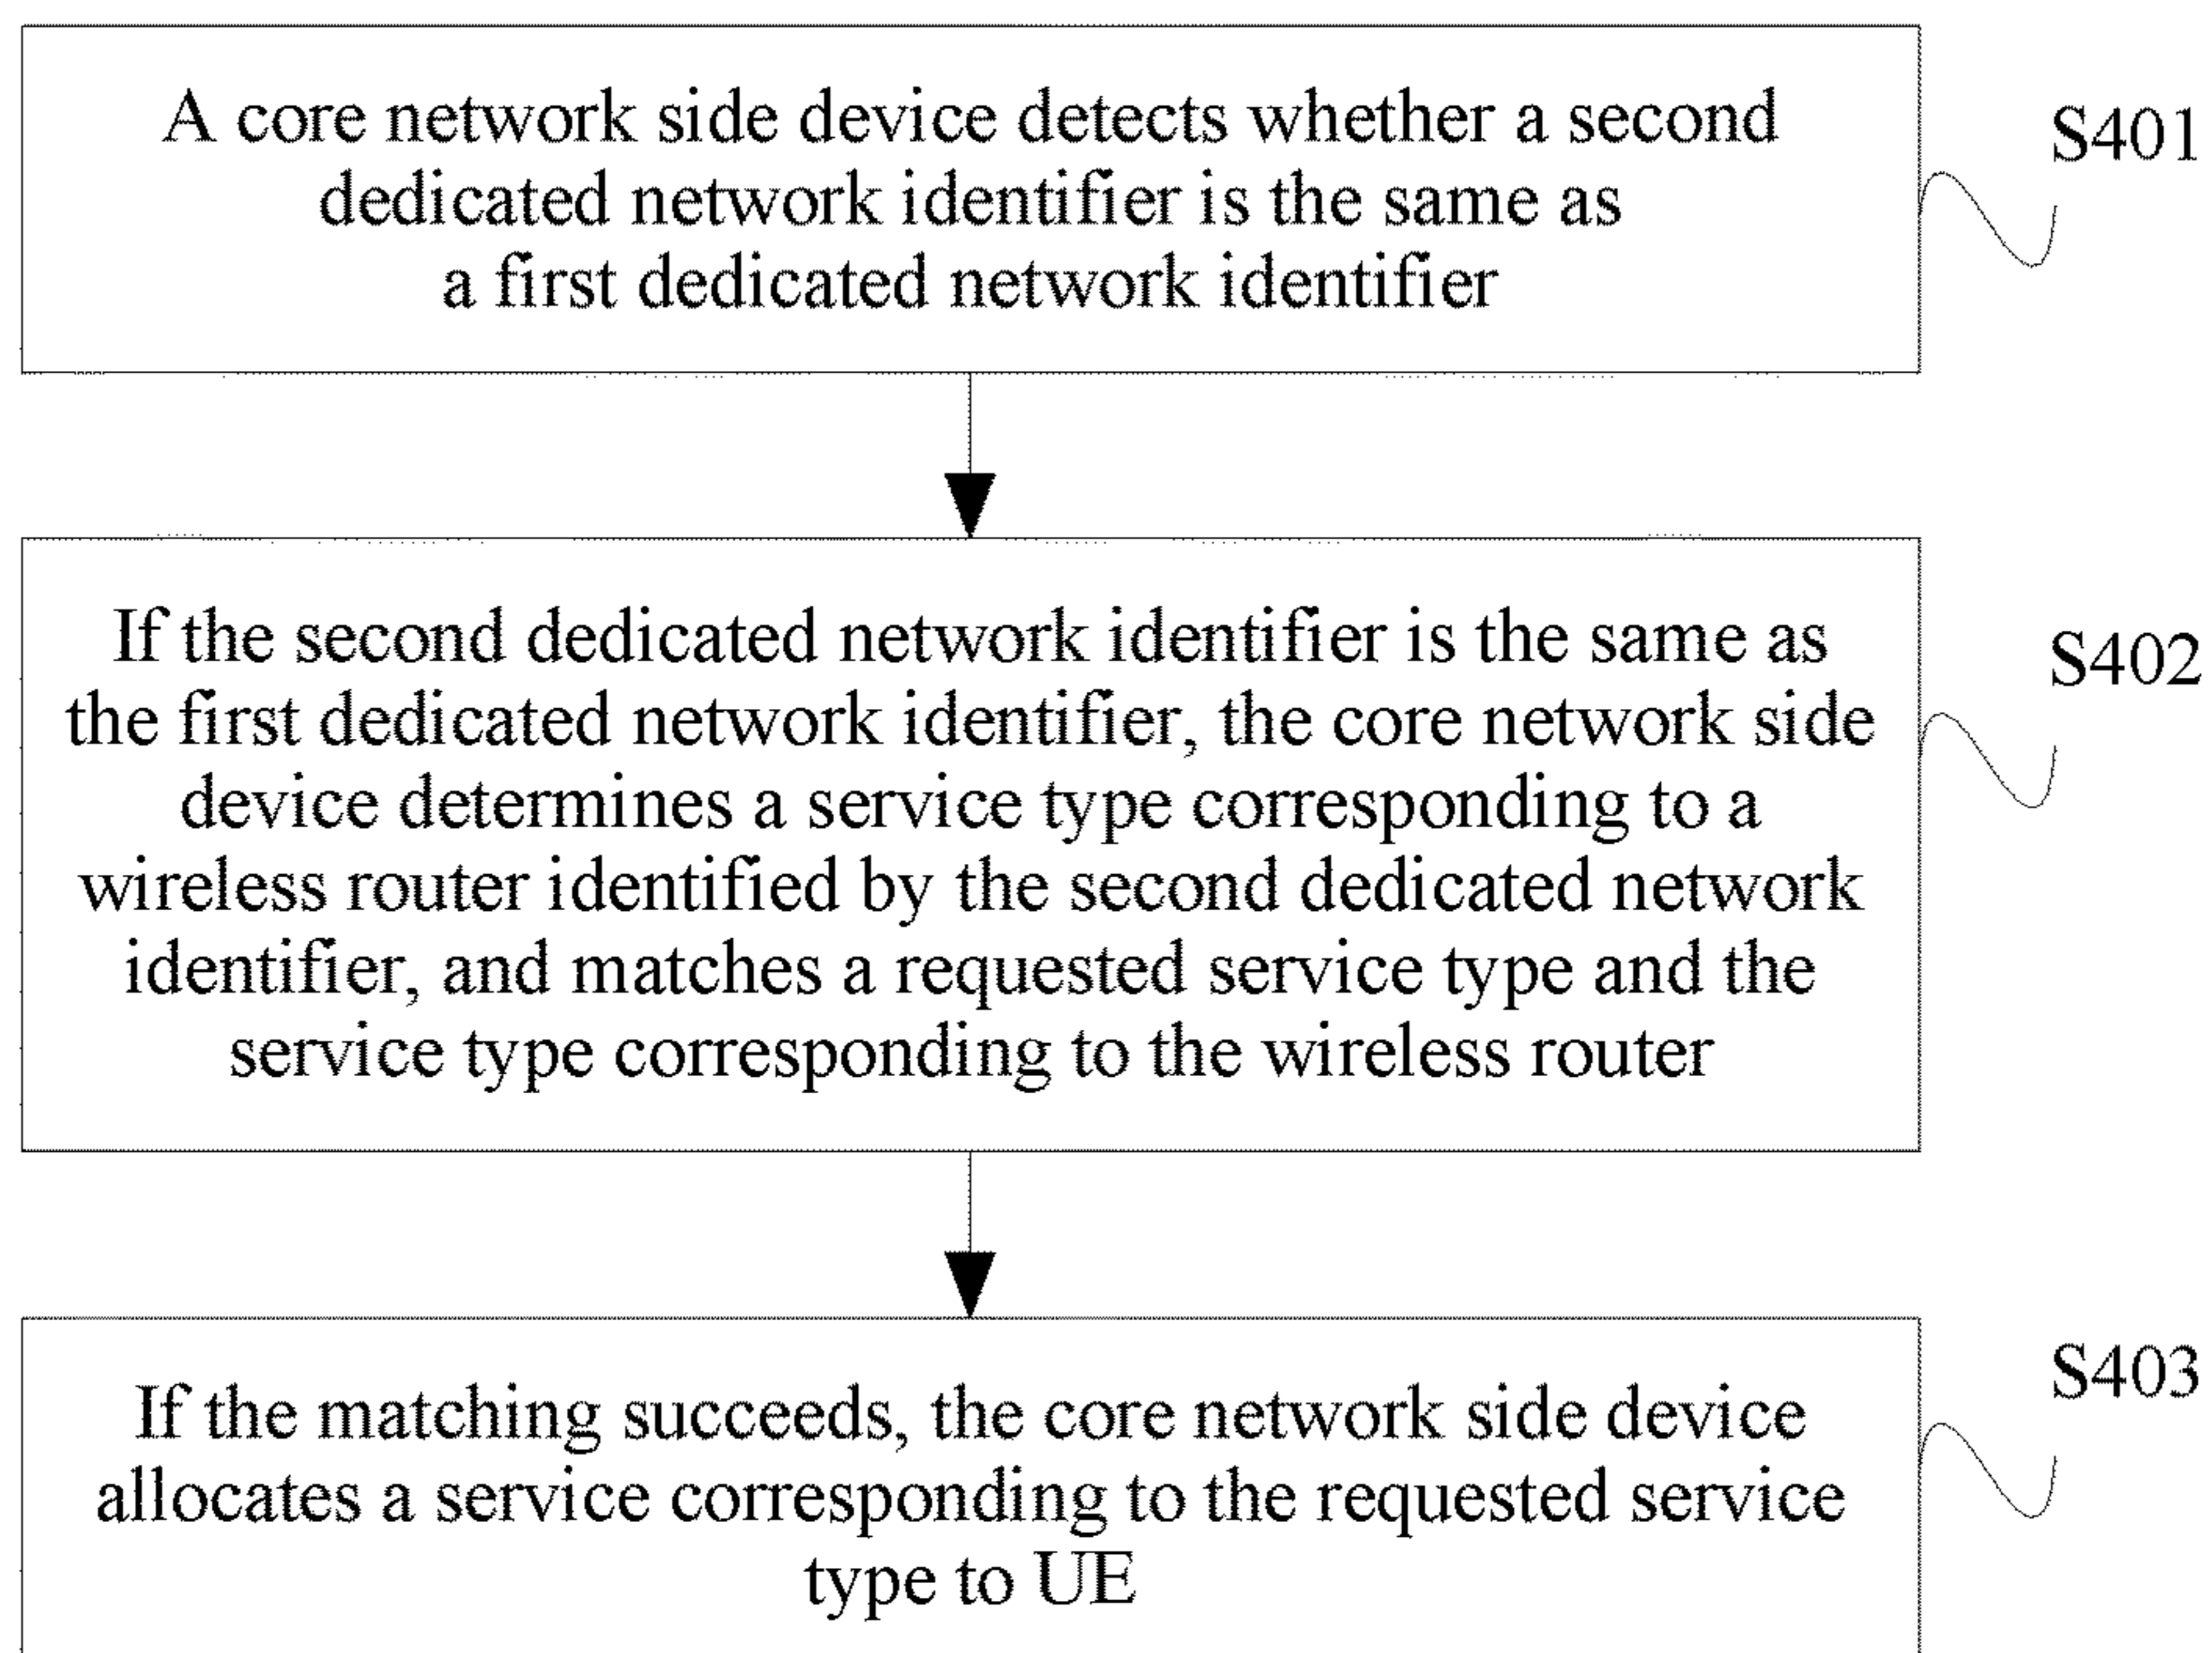 A core network side device detects whether a second
dedicated network identifier is the same as
a first dedicated network identifier
S401
If the second dedicated network identifier is the same as
the first dedicated network identifier, the core network side
device determines a service type corresponding to a
wireless router identified by the second dedicated network
identifier, and matches a requested service type and the
service type corresponding to the wireless router
S402
If the matching succeeds, the core network side device
allocates a service corresponding to the requested service
type to UE
S403